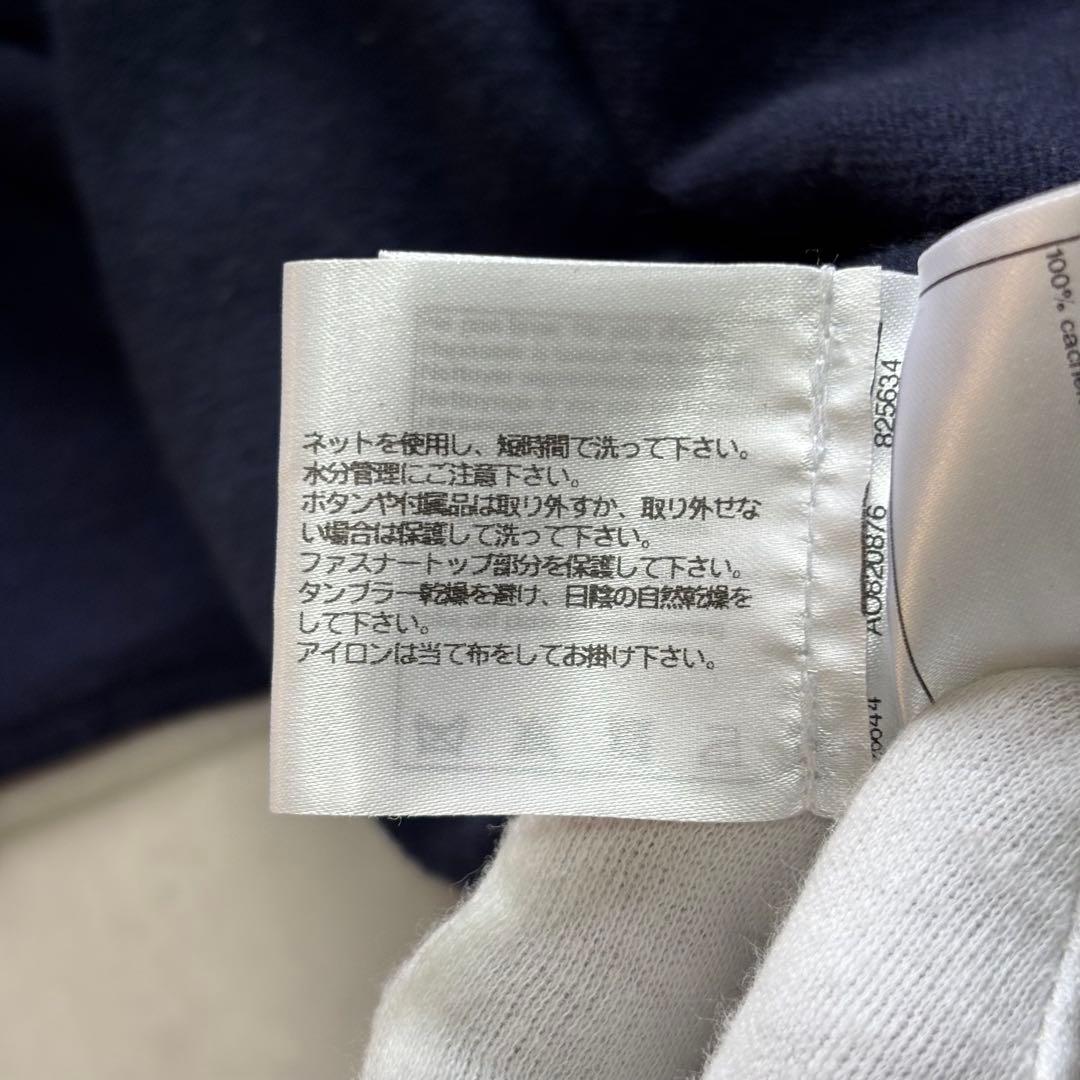 ネットを使用し、短時間で洗って下さい。
水分管理にご注意下さい。
ボタンや付属品は取り外すか、取り外せな
い場合は保護して洗って下さい。
ファスナートップ部分を保護して下さい。
タンブラー乾燥を避け、日陰の自然乾燥を
して下さい。
アイロンは当て布をしてお掛け下さい。
825634
100%